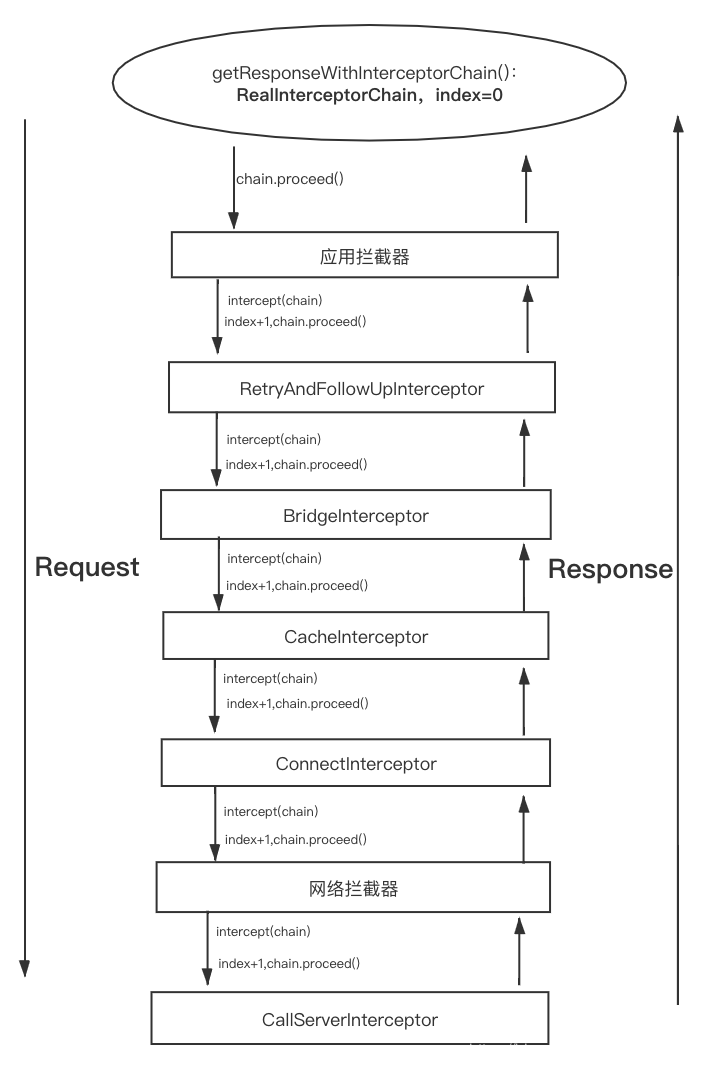 getResponseWithInterceptorChain()：
RealInterceptorChain，index=0
chain.proceed()
应用拦截器
intercept(chain)
index+1,chain.proceed()
RetryAndFollowUpInterceptor
intercept(chain)
index+1,chain.proceed()
BridgeInterceptor
intercept(chain)
index+1,chain.proceed()
Request
Response
CacheInterceptor
intercept(chain)
index+1,chain.proceed()
ConnectInterceptor
intercept(chain)
index+1,chain.proceed()
网络拦截器
intercept(chain)
index+1,chain.proceed()
CallServerInterceptor